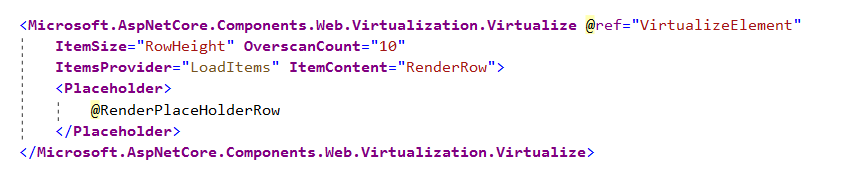 <Microsoft.AspNetCore.Components.Web.Virtualization.Virtualize @ref="VirtualizeElement"
    ItemSize="RowHeight" OverscanCount="10"
    ItemsProvider="LoadItems" ItemContent="RenderRow">
    <Placeholder>
        @RenderPlaceHolderRow
    </Placeholder>
</Microsoft.AspNetCore.Components.Web.Virtualization.Virtualize>